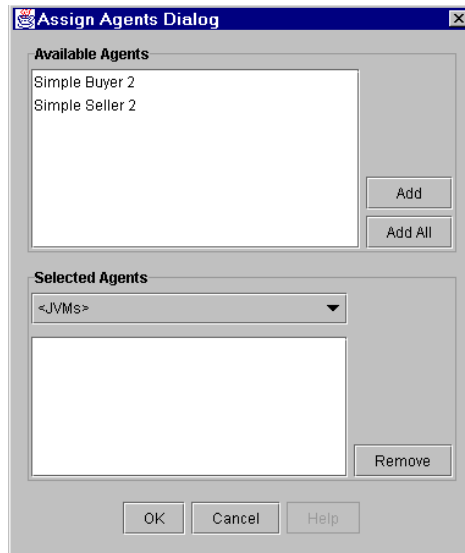 Assign Agents Dialog
Available Agents
Simple Buyer 2
Simple Seller 2
Add
Add All
Selected Agents
<JVMs>
Remove
OK Cancel Help